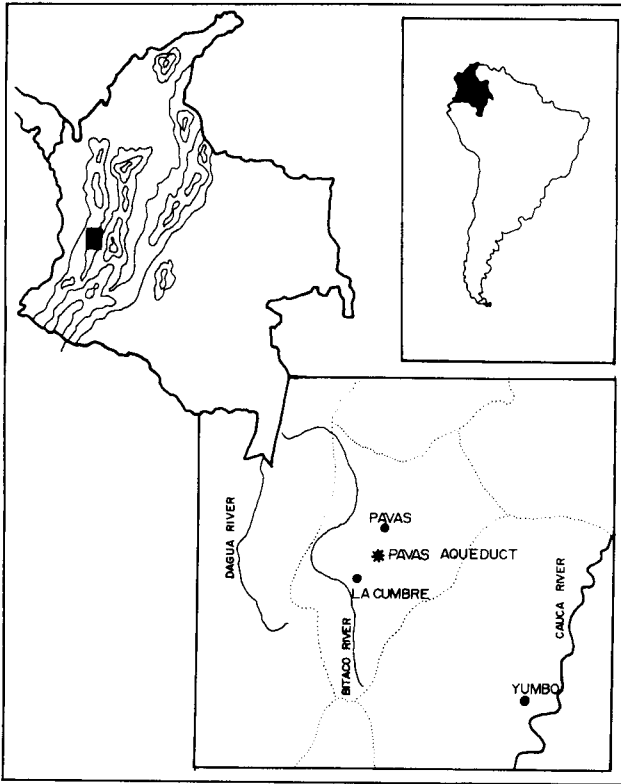 DAGUA RIVER
PAVAS
PAVAS AQUEDUCT
LA CUMBRE
BITACO RIVER
CAUCA RIVER
YUMBO